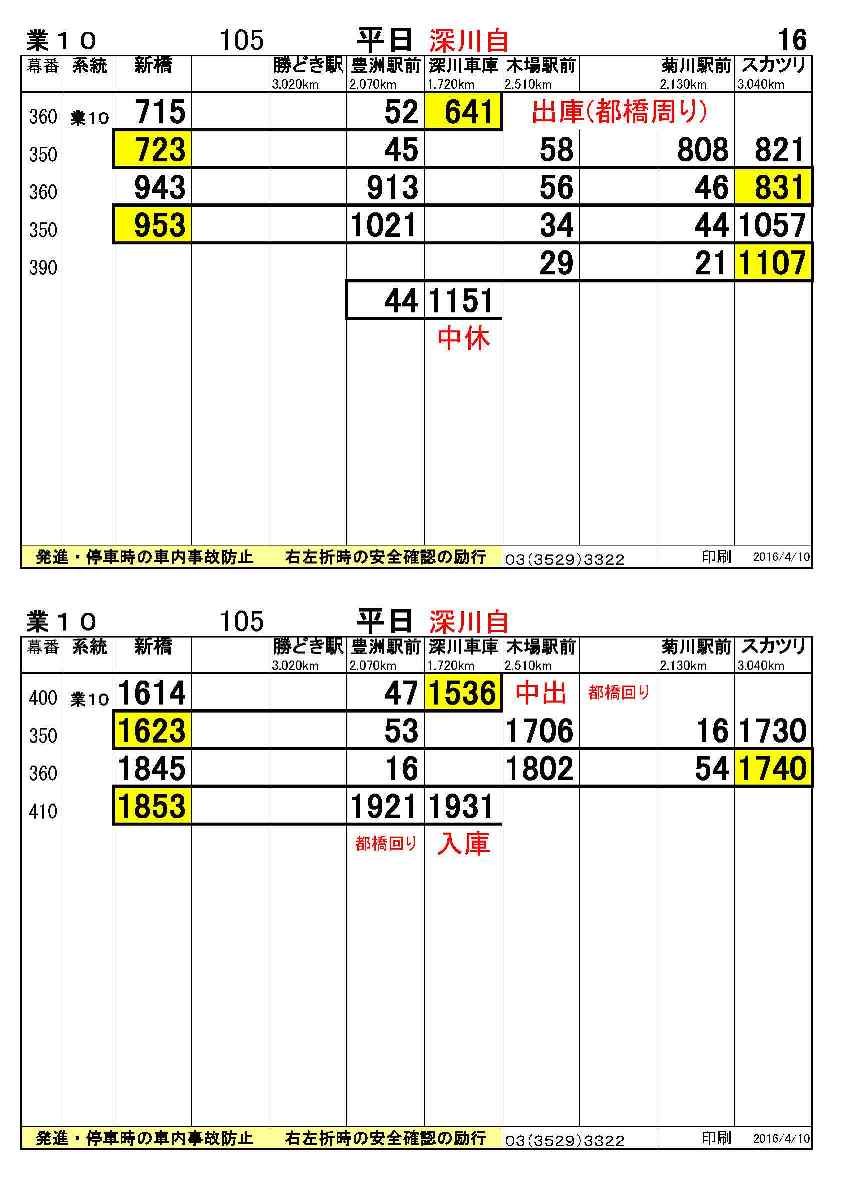 業１０ 105 平日 深川自 16
幕番 系統 新橋 勝どき駅 豊洲駅前 深川車庫 木場駅前 菊川駅前 スカツリ
3.020km 2.070km 1.720km 2.510km 2.130km 3.040km
360 業10 715 52 641 出庫(都橋周り)
350 723 45 58 808 821
360 943 913 56 46 831
350 953 1021 34 44 1057
390 29 21 1107
44 1151
中休
発進・停車時の車内事故防止 右左折時の安全確認の励行 03(3529)3322 印刷 2016/4/10
業１０ 105 平日 深川自
幕番 系統 新橋 勝どき駅 豊洲駅前 深川車庫 木場駅前 菊川駅前 スカツリ
3.020km 2.070km 1.720km 2.510km 2.130km 3.040km
400 業10 1614 47 1536 中出 都橋回り
350 1623 53 1706 16 1730
360 1845 16 1802 54 1740
410 1853 1921 1931
都橋回り 入庫
発進・停車時の車内事故防止 右左折時の安全確認の励行 03(3529)3322 印刷 2016/4/10